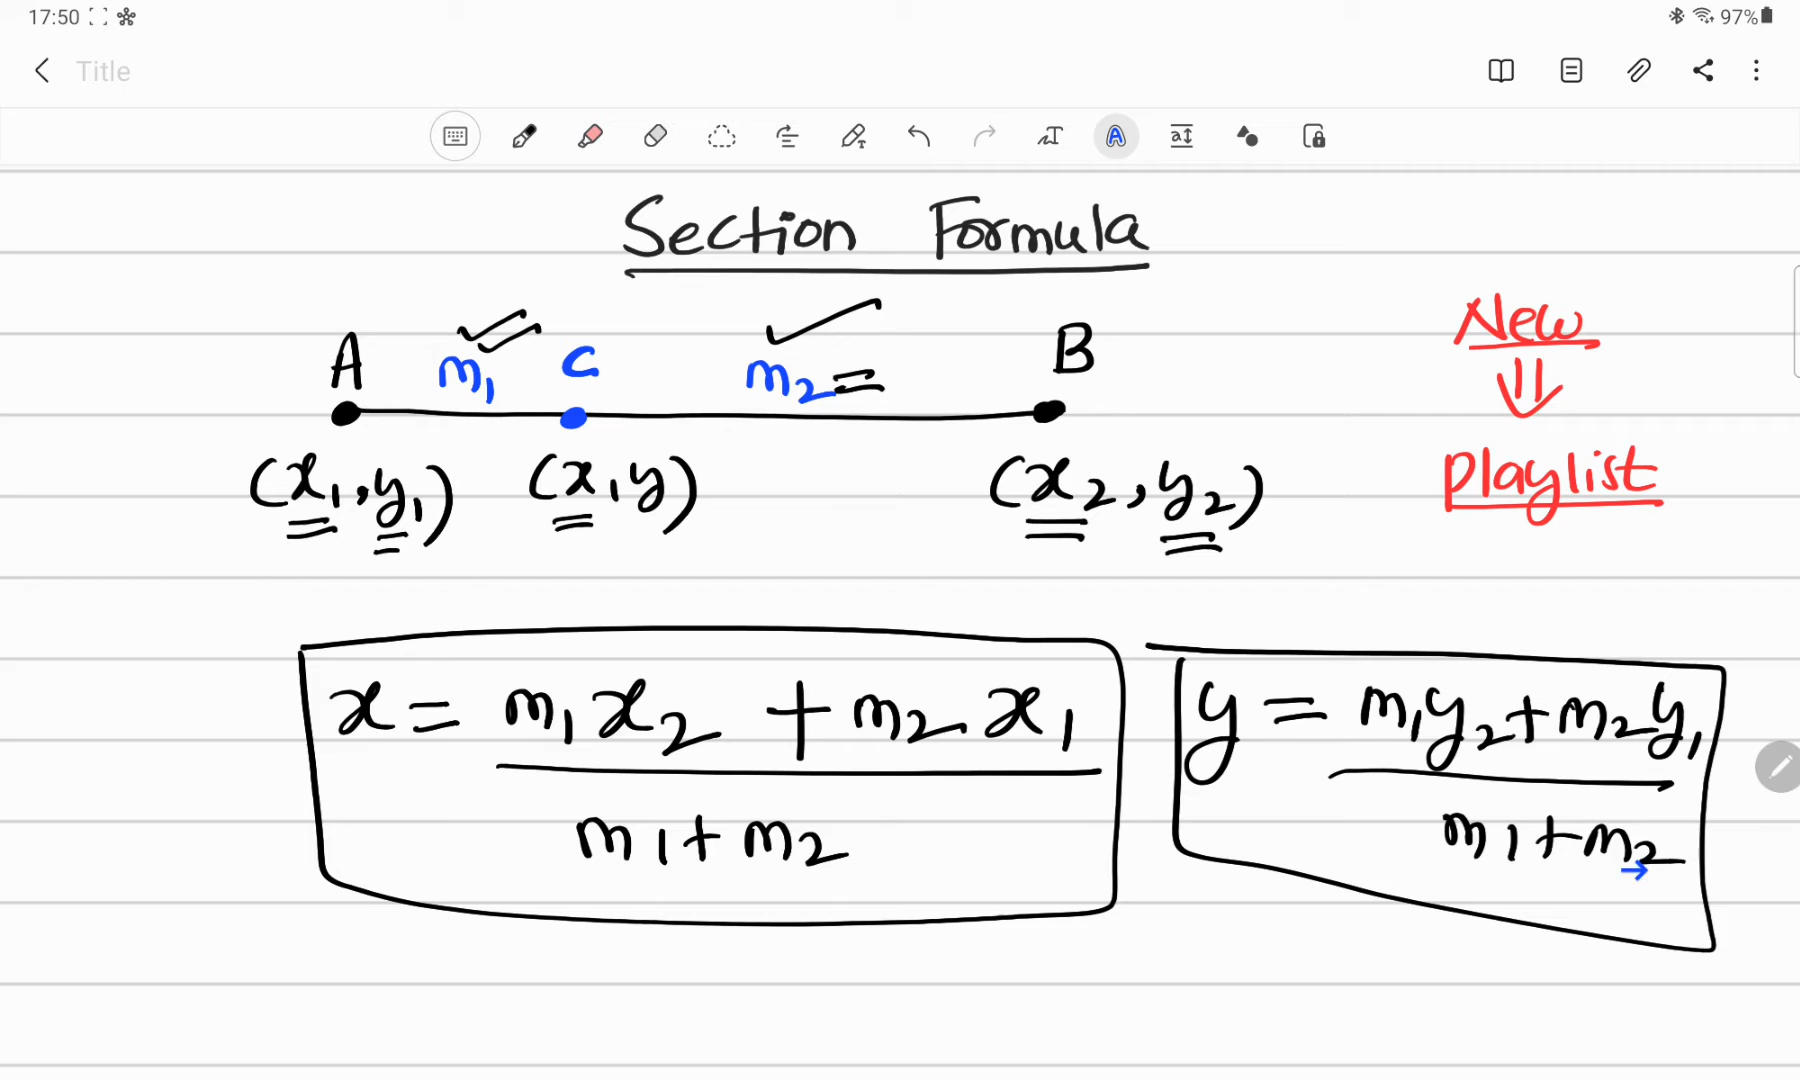 17:50 97%
Title
Section Formula
A m₁ C m₂ B
(x₁, y₁) (x, y) (x₂, y₂)
New
Playlist
x = m₁x₂ + m₂x₁
m₁ + m₂
y = m₁y₂ + m₂y₁
m₁ + m₂